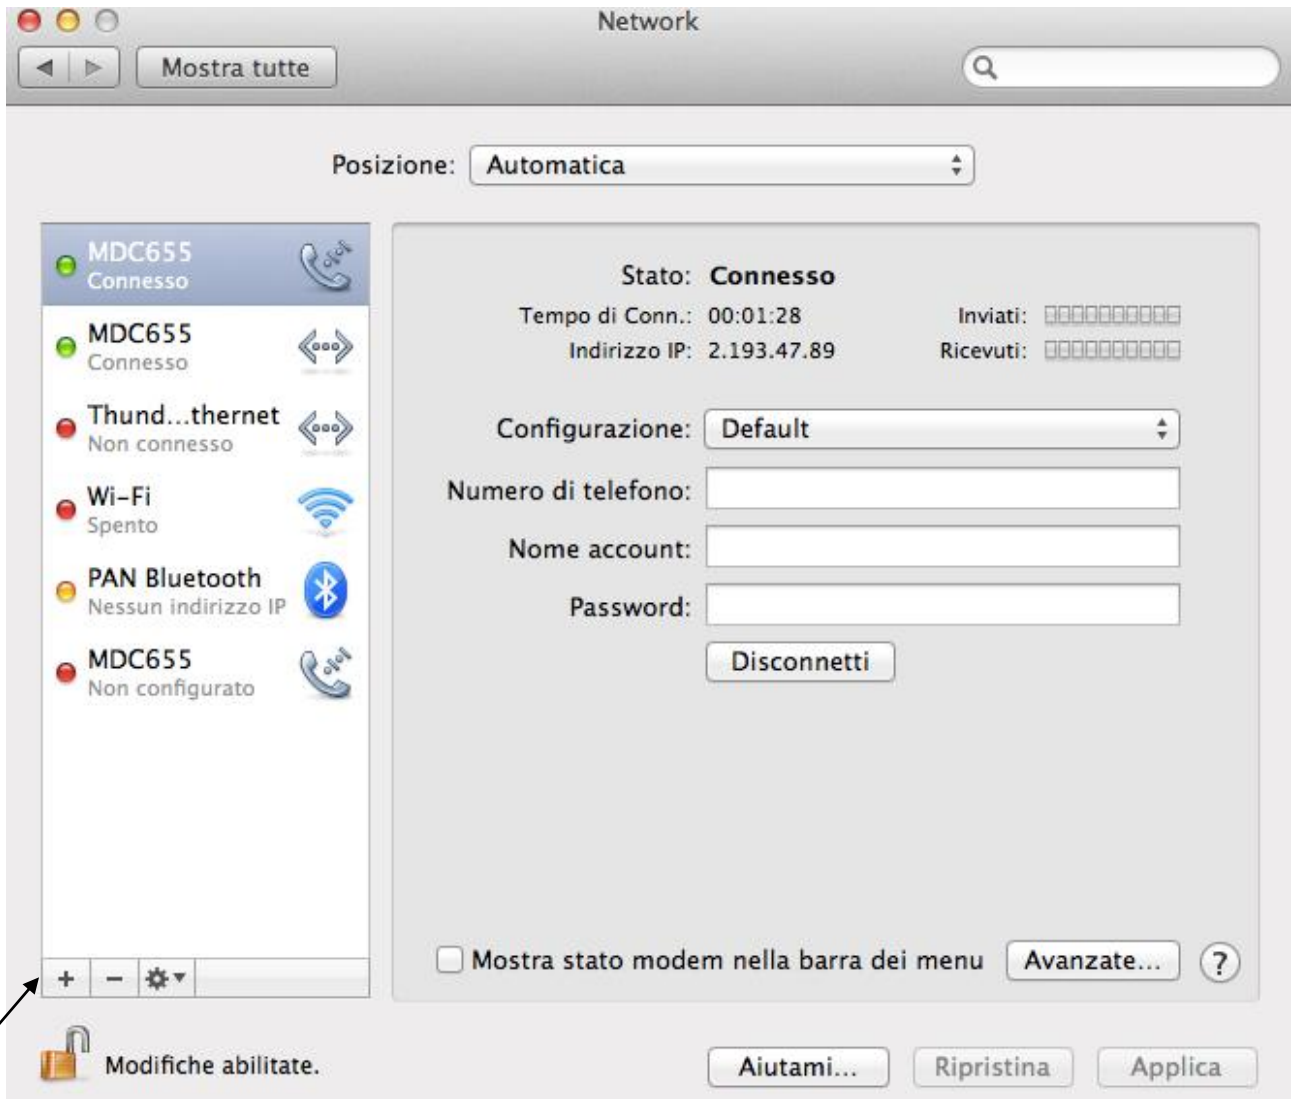 Network
Mostra tutte
Posizione: Automatica
MDC655
Connesso
MDC655
Connesso
Thund...thernet
Non connesso
Wi-Fi
Spento
PAN Bluetooth
Nessun indirizzo IP
MDC655
Non configurato
+ −
Stato: Connesso
Tempo di Conn.: 00:01:28 Inviati:
Indirizzo IP: 2.193.47.89 Ricevuti:
Configurazione: Default
Numero di telefono:
Nome account:
Password:
Disconnetti
Mostra stato modem nella barra dei menu Avanzate... ?
Modifiche abilitate.
Aiutami... Ripristina Applica